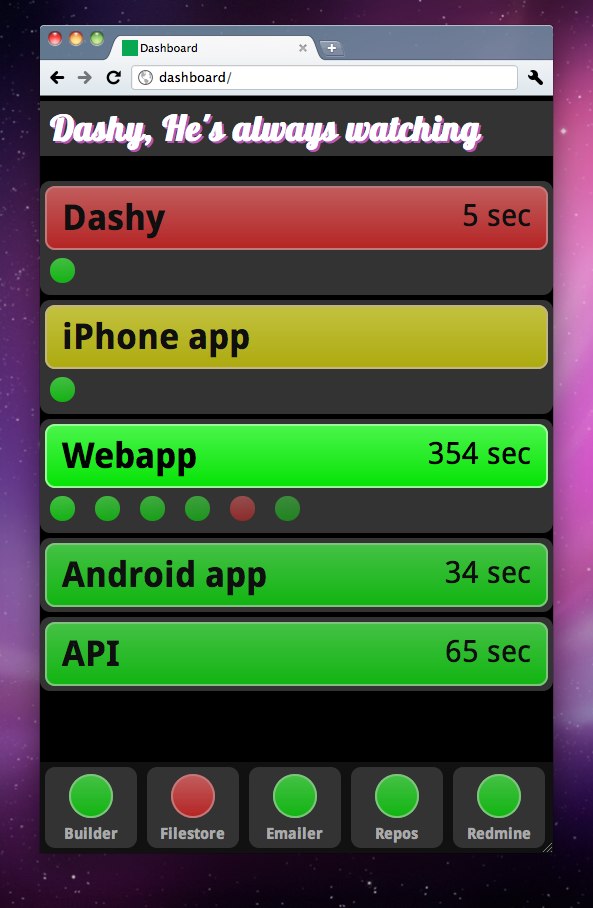 Dashboard
dashboard/
Dashy, He's always watching
Dashy 5 sec
iPhone app
Webapp 354 sec
Android app 34 sec
API 65 sec
Builder Filestore Emailer Repos Redmine